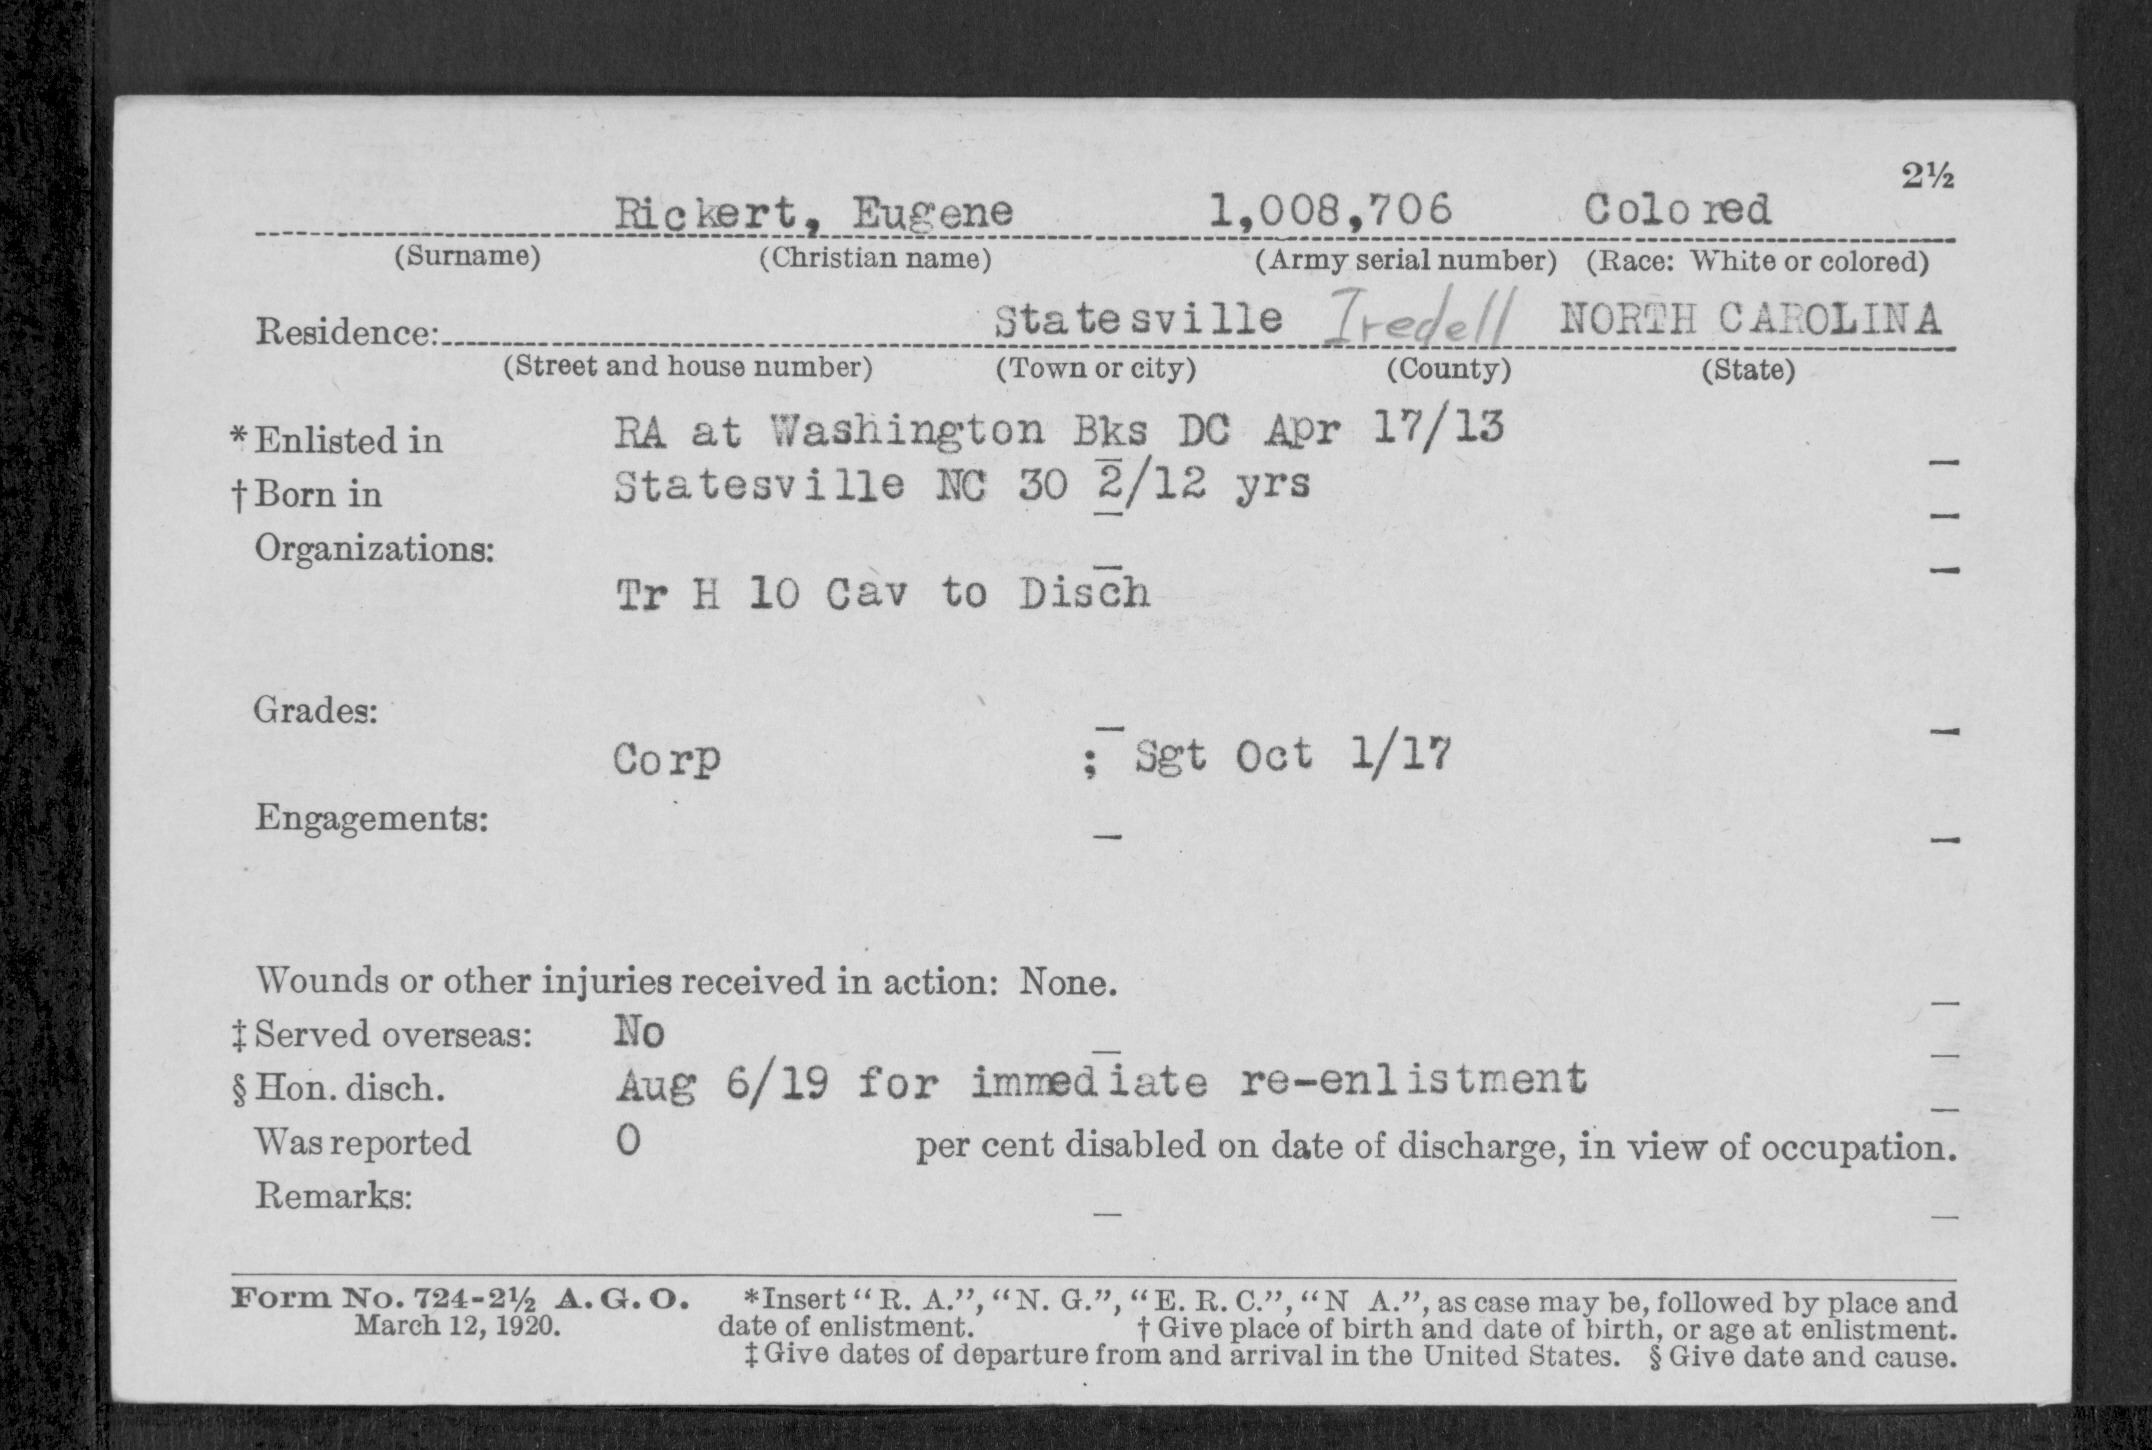 2½
Rickert, Eugene 1,008,706 Colored
(Surname) (Christian name) (Army serial number) (Race: White or colored)
Residence: Statesville Iredell NORTH CAROLINA
(Street and house number) (Town or city) (County) (State)
*Enlisted in RA at Washington Bks DC Apr 17/13
†Born in Statesville NC 30 2/12 yrs
Organizations:
Tr H 10 Cav to Disch
Grades:
Corp ; Sgt Oct 1/17
Engagements:
Wounds or other injuries received in action: None.
‡Served overseas: No
§Hon. disch. Aug 6/19 for immediate re-enlistment
Was reported 0 per cent disabled on date of discharge, in view of occupation.
Remarks:
Form No. 724-2½ A. G. O. *Insert "R. A.", "N. G.", "E. R. C.", "N A.", as case may be, followed by place and
March 12, 1920. date of enlistment. †Give place of birth and date of birth, or age at enlistment.
‡Give dates of departure from and arrival in the United States. §Give date and cause.